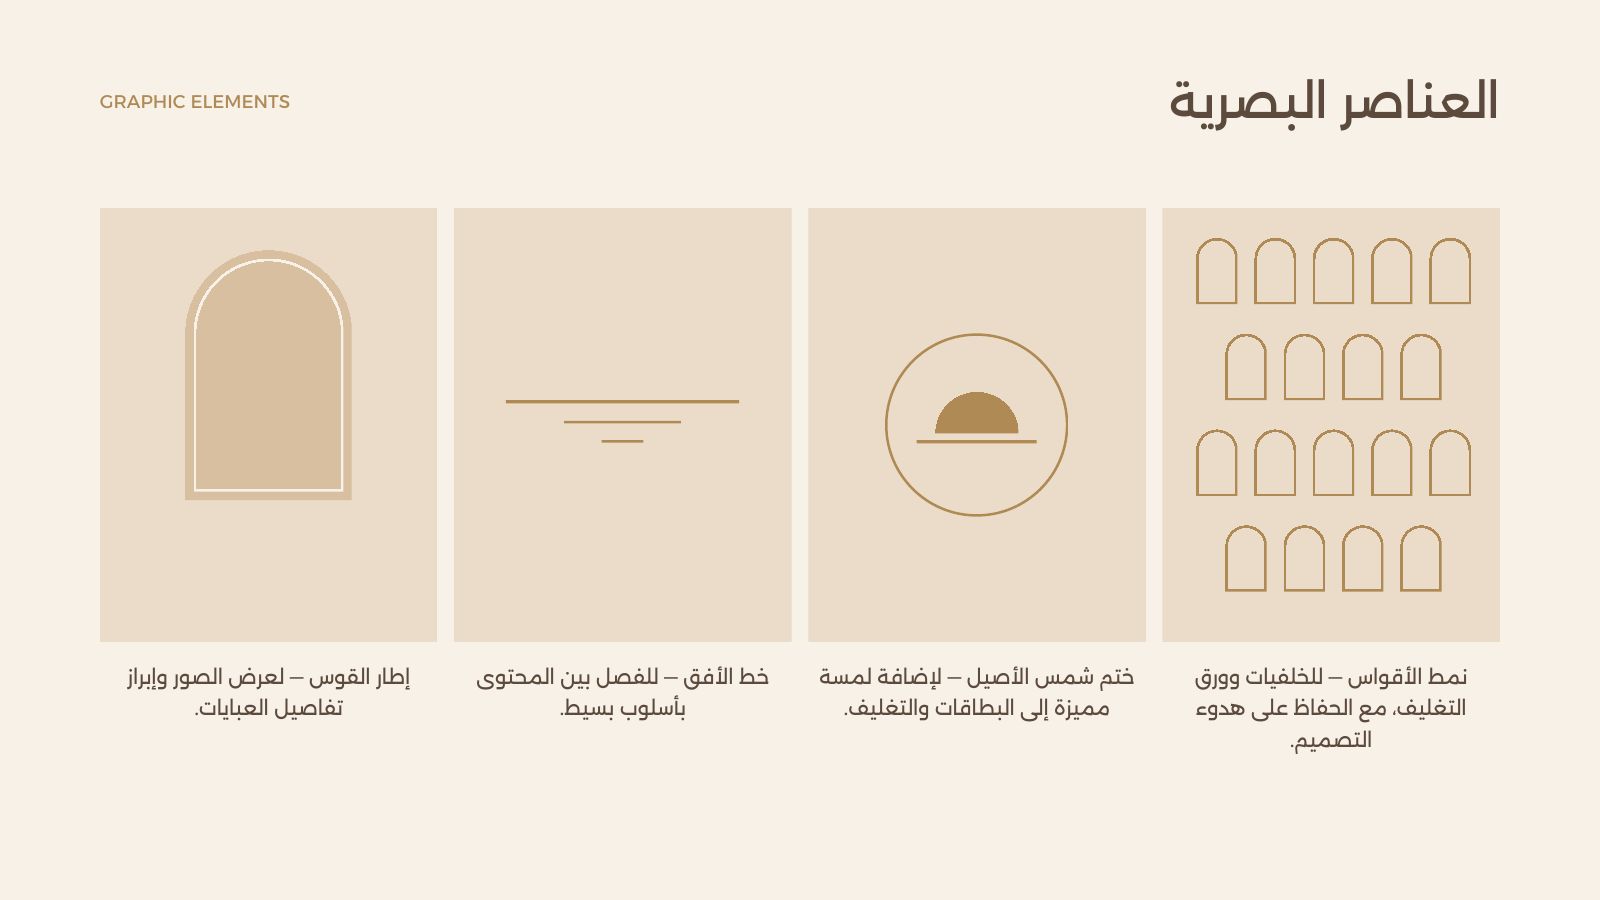 العناصر البصرية
GRAPHIC ELEMENTS
نمط الأقواس — للخلفيات وورق
التغليف، مع الحفاظ على هدوء
التصميم.
ختم شمس الأصيل — لإضافة لمسة
مميزة إلى البطاقات والتغليف.
خط الأفق — للفصل بين المحتوى
بأسلوب بسيط.
إطار القوس — لعرض الصور وإبراز
تفاصيل العبايات.